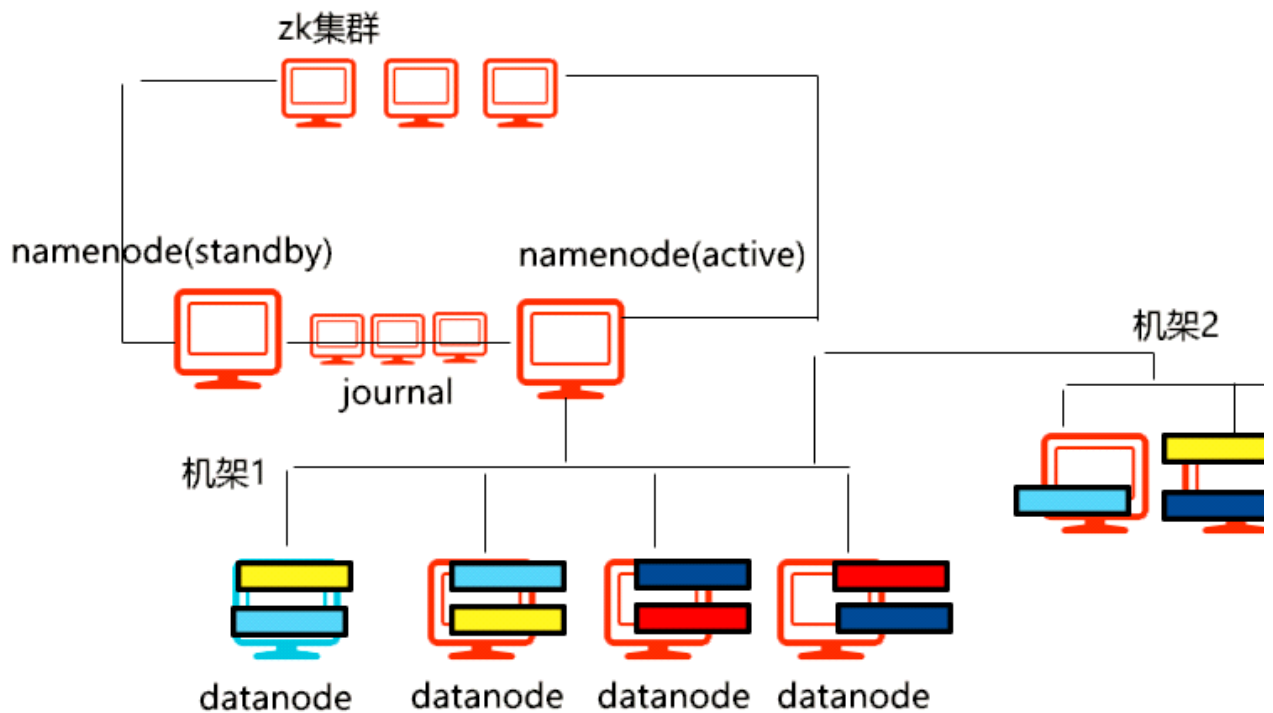 zk集群
namenode(standby)
namenode(active)
journal
机架2
机架1
datanode
datanode
datanode
datanode